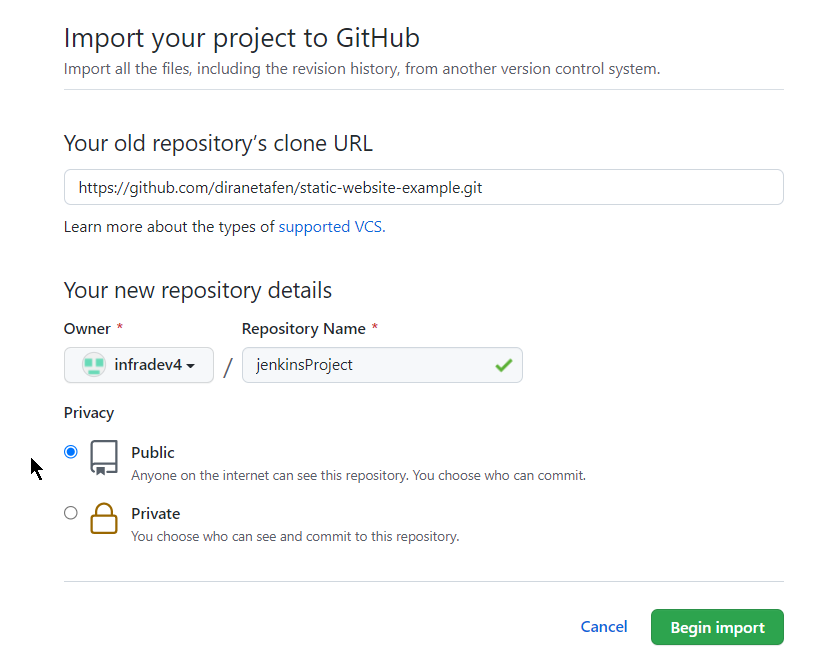 Import your project to GitHub
Import all the files, including the revision history, from another version control system.
Your old repository's clone URL
https://github.com/diranetafen/static-website-example.git
Learn more about the types of supported VCS.
Your new repository details
Owner *
Repository Name *
infradev4 / jenkinsProject
Privacy
Public
Anyone on the internet can see this repository. You choose who can commit.
Private
You choose who can see and commit to this repository.
Cancel Begin import